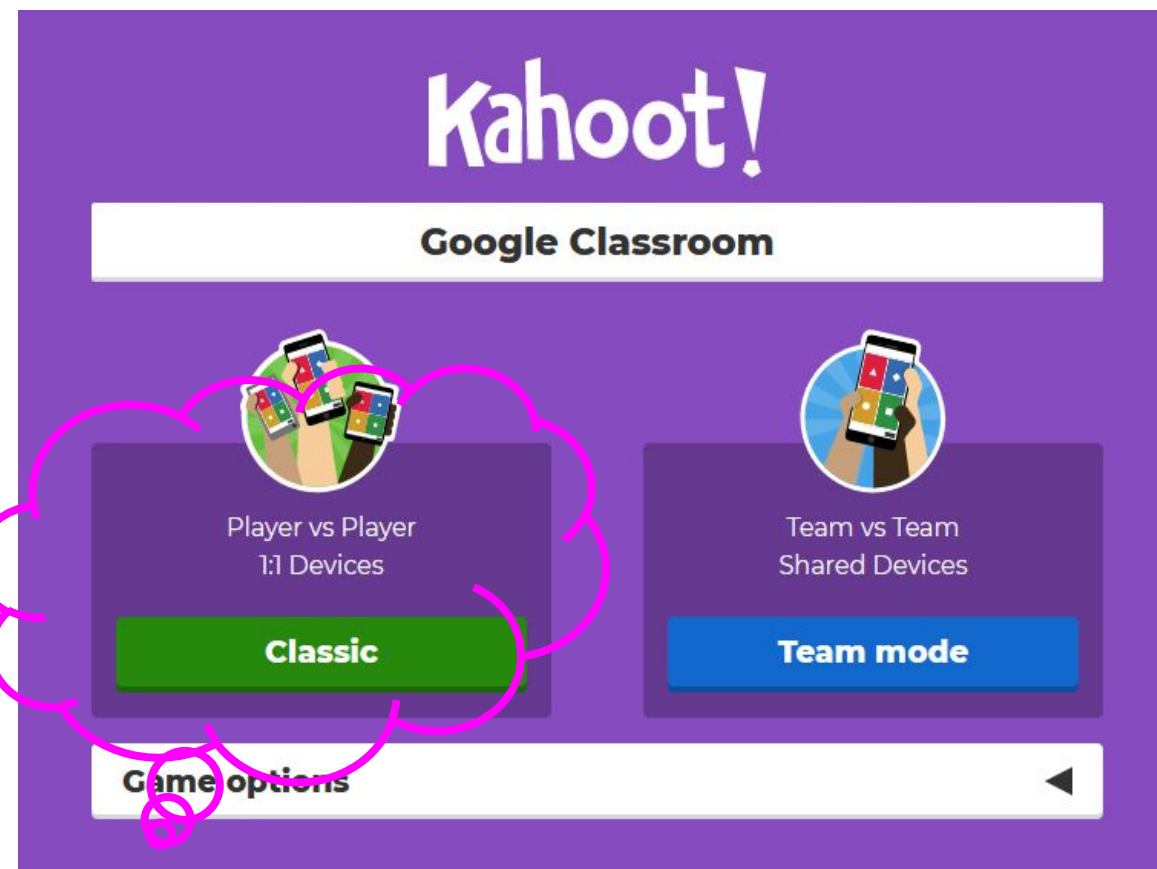 Kahoot!
Google Classroom
Player vs Player
1:1 Devices
Classic
Team vs Team
Shared Devices
Team mode
Game options